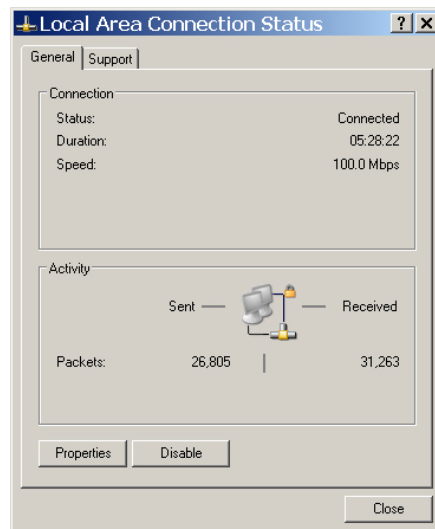 Local Area Connection Status
General Support
Connection
Status: Connected
Duration: 05:28:22
Speed: 100.0 Mbps
Activity
Sent Received
Packets: 26,805 31,263
Properties Disable
Close